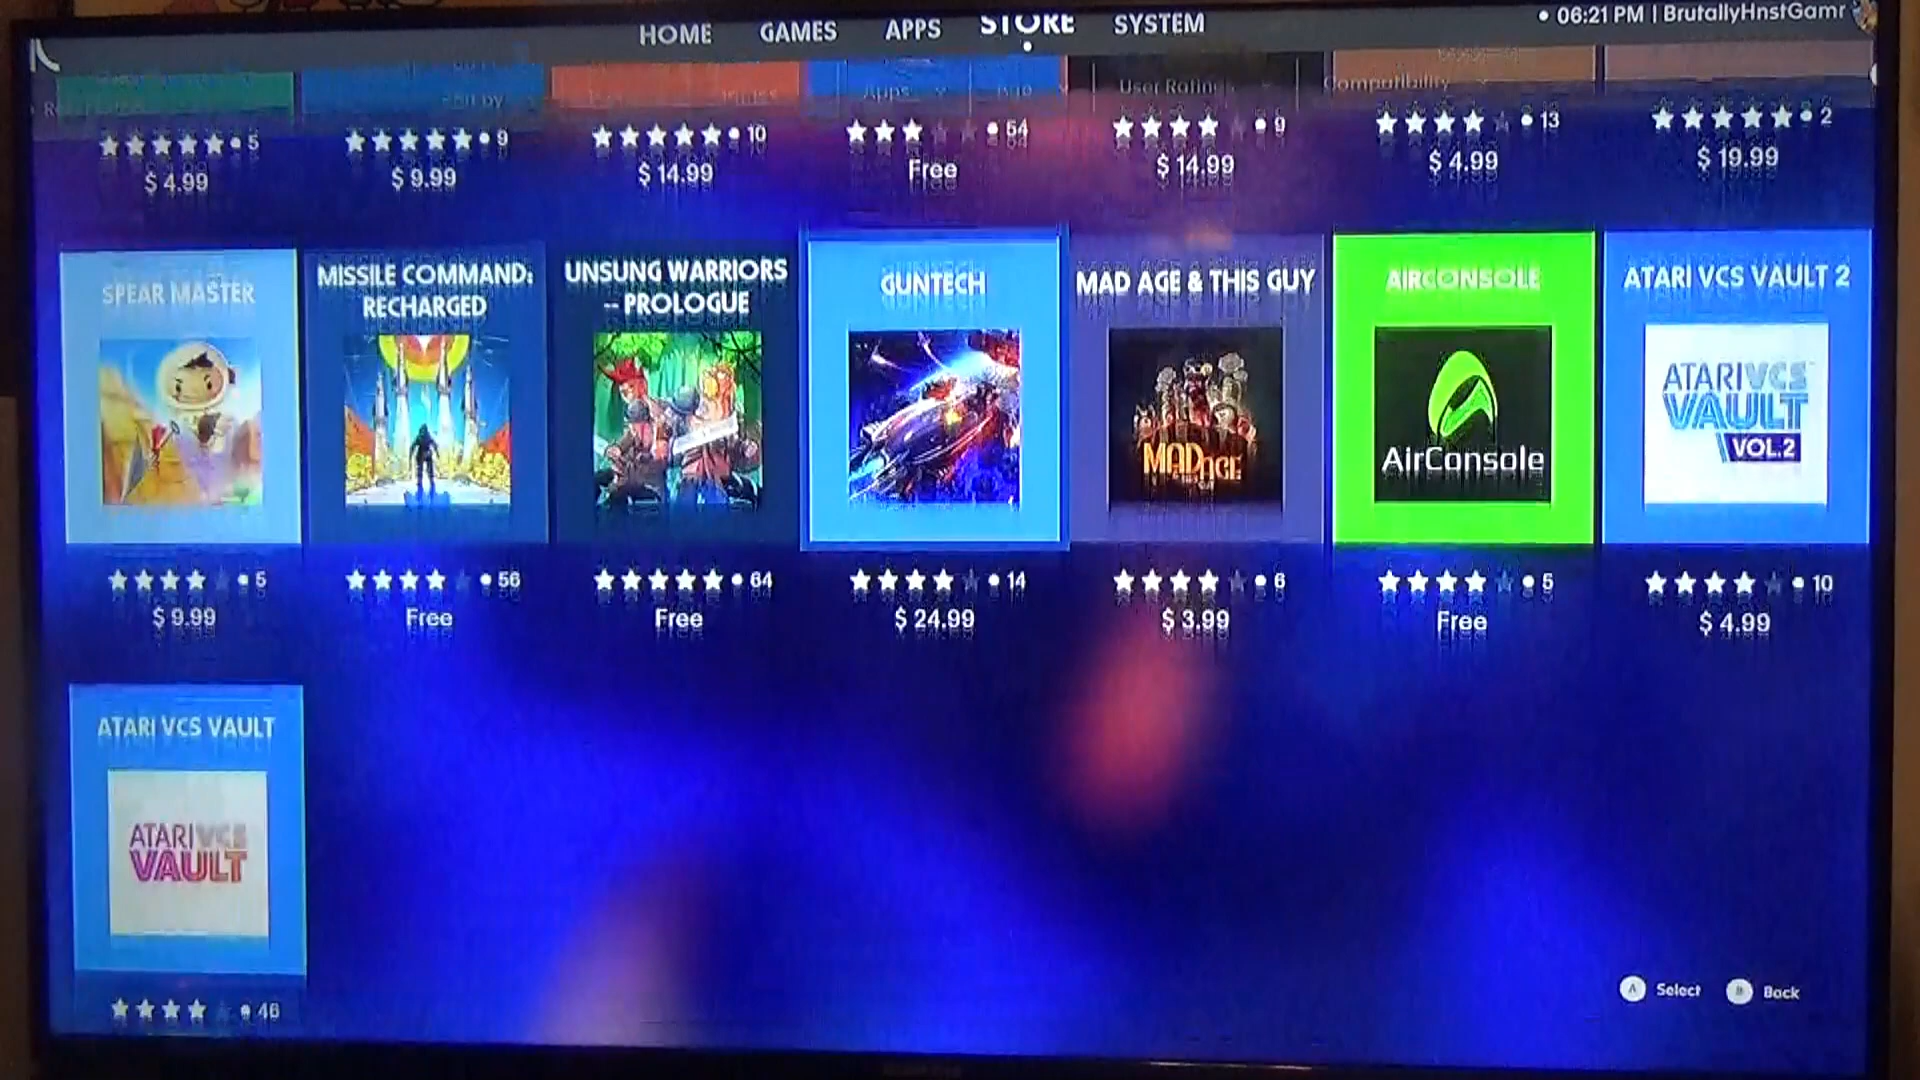 HOME GAMES APPS STORE SYSTEM
06:21 PM | BrutallyHnstGamr
Apps User Rating Compatibility
5 9 10 54 9 13 2
$ 4.99 $ 9.99 $ 14.99 Free $ 14.99 $ 4.99 $ 19.99
SPEAR MASTER
MISSILE COMMAND:
RECHARGED
UNSUNG WARRIORS
-- PROLOGUE
GUNTECH
MAD AGE & THIS GUY
MAD AGE
AIRCONSOLE
AirConsole
ATARI VCS VAULT 2
ATARI VCS
VAULT
VOL.2
5 56 64 14 6 5 10
$ 9.99 Free Free $ 24.99 $ 3.99 Free $ 4.99
ATARI VCS VAULT
ATARI VCS
VAULT
46
A Select B Back